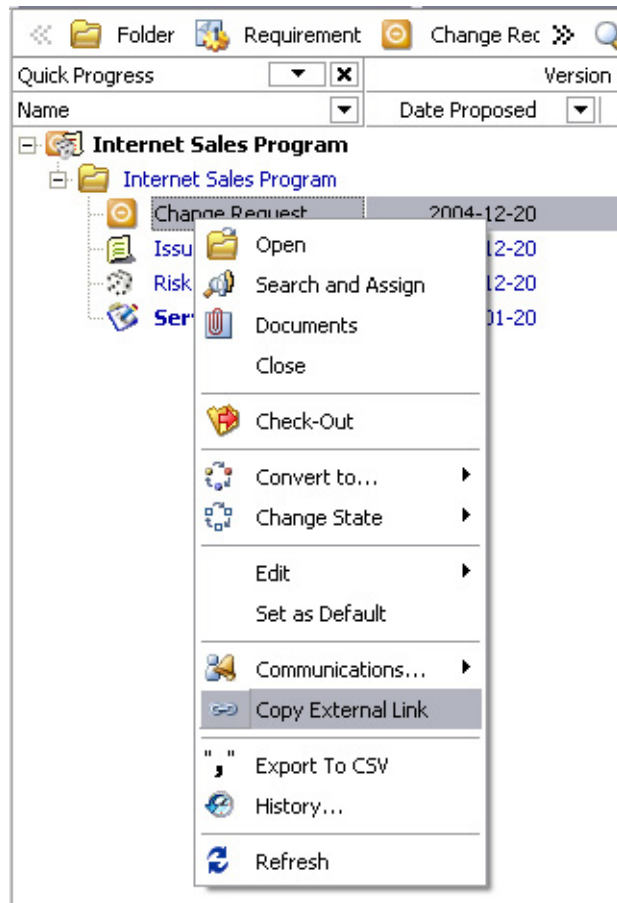 Folder Requirement Change Rec
Quick Progress Version
Name Date Proposed
Internet Sales Program
Internet Sales Program
Change Request 2004-12-20
Issu 12-20
Risk 12-20
Ser 01-20
Open
Search and Assign
Documents
Close
Check-Out
Convert to...
Change State
Edit
Set as Default
Communications...
Copy External Link
Export To CSV
History...
Refresh